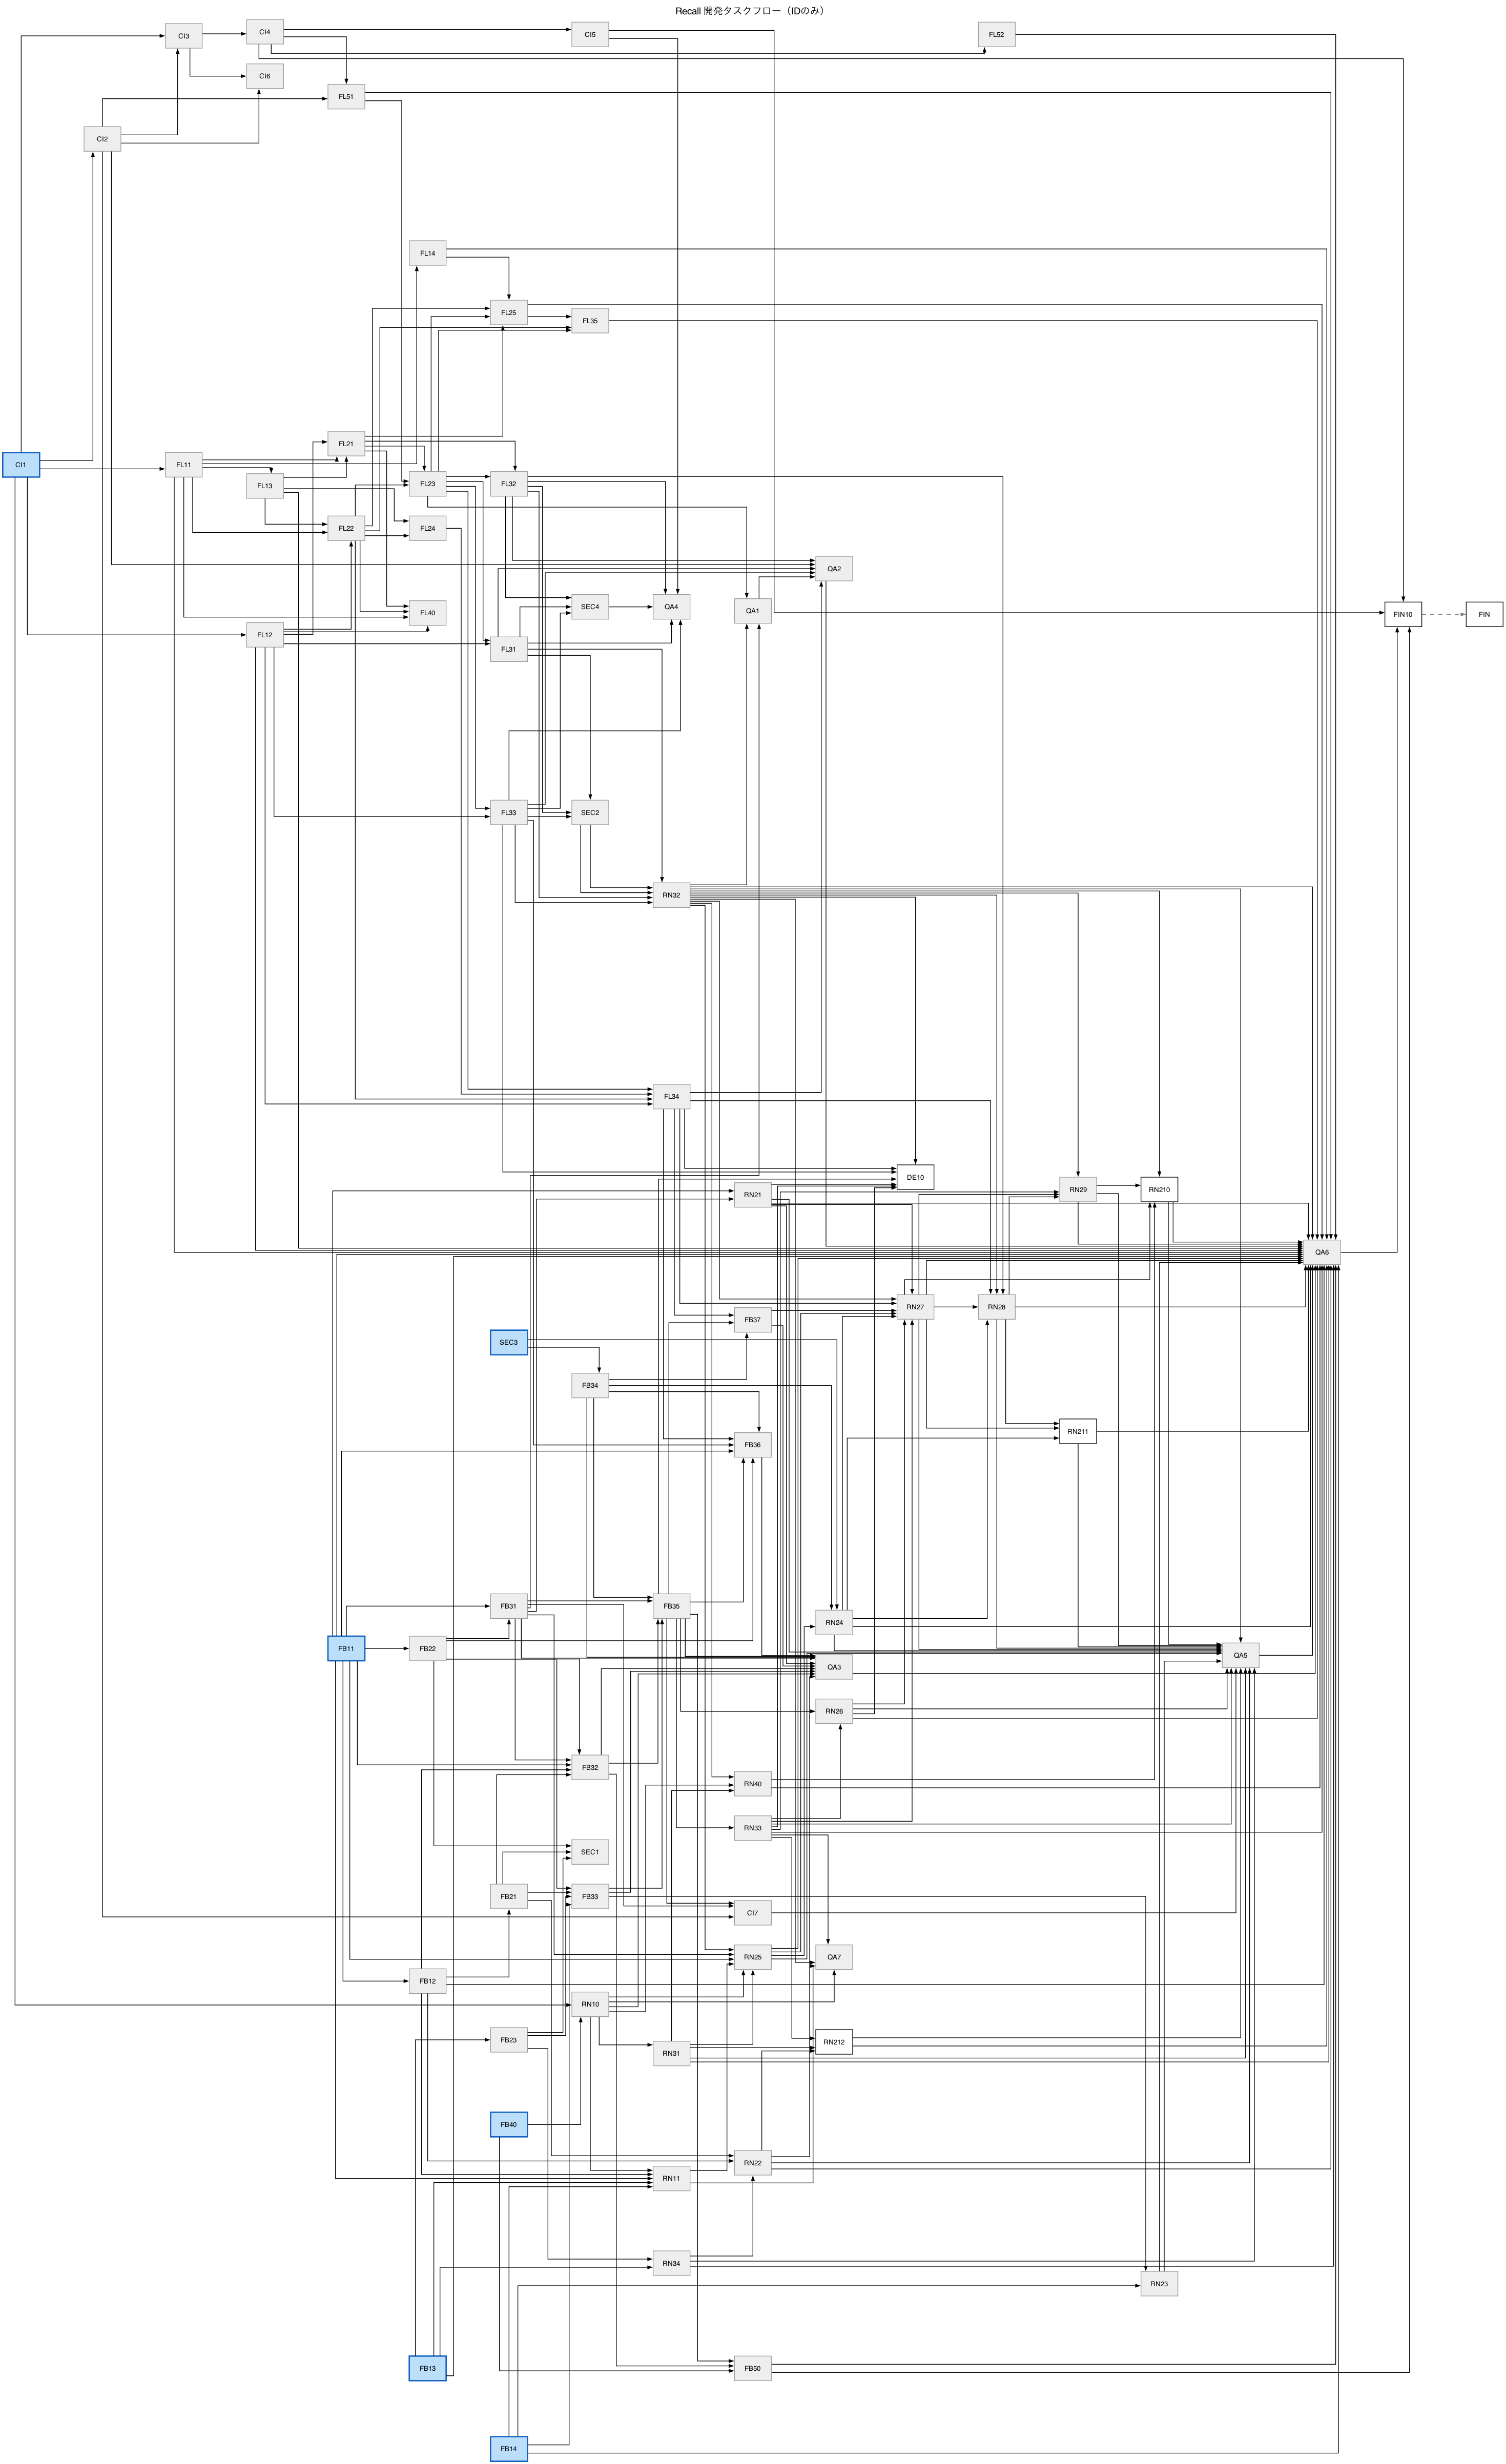 Recall 開発タスクフロー（IDのみ）
CI4
CI5
FL52
CI3
CI6
FL51
CI2
FL14
FL25
FL35
FL21
CI1
FL11
FL13
FL23
FL32
FL22
FL24
QA2
SEC4
QA4
QA1
FL40
FIN10
FIN
FL12
FL31
FL33
SEC2
RN32
FL34
DE10
RN21
RN29
RN210
QA6
RN27
RN28
FB37
SEC3
FB34
RN211
FB36
FB31
FB35
RN24
FB11
FB22
QA5
QA3
RN26
FB32
RN40
RN33
SEC1
FB21
FB33
CI7
RN25
QA7
FB12
RN10
FB23
RN212
RN31
FB40
RN22
RN11
RN34
RN23
FB13
FB50
FB14